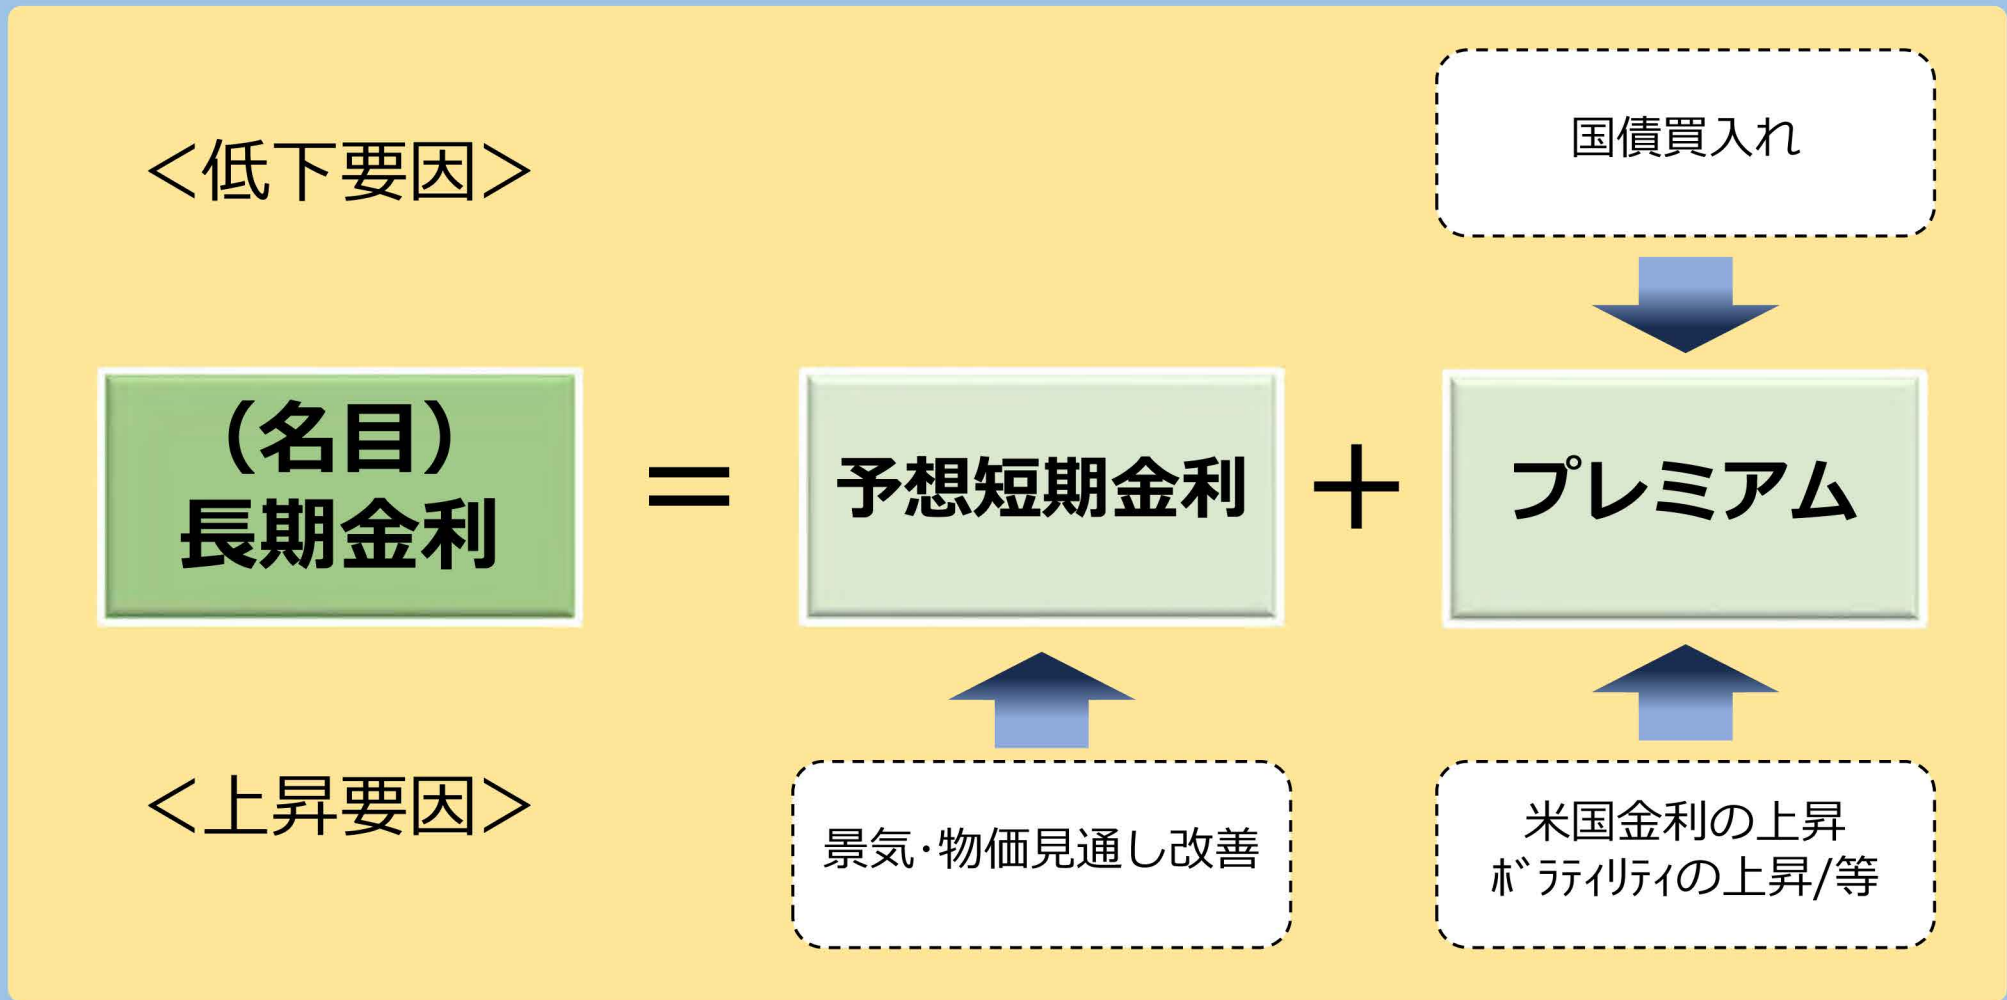 ＜低下要因＞
国債買入れ
（名目）
長期金利
＝
予想短期金利
＋
プレミアム
＜上昇要因＞
景気・物価見通し改善
米国金利の上昇
ﾎﾞﾗﾃｨﾘﾃｨの上昇/等